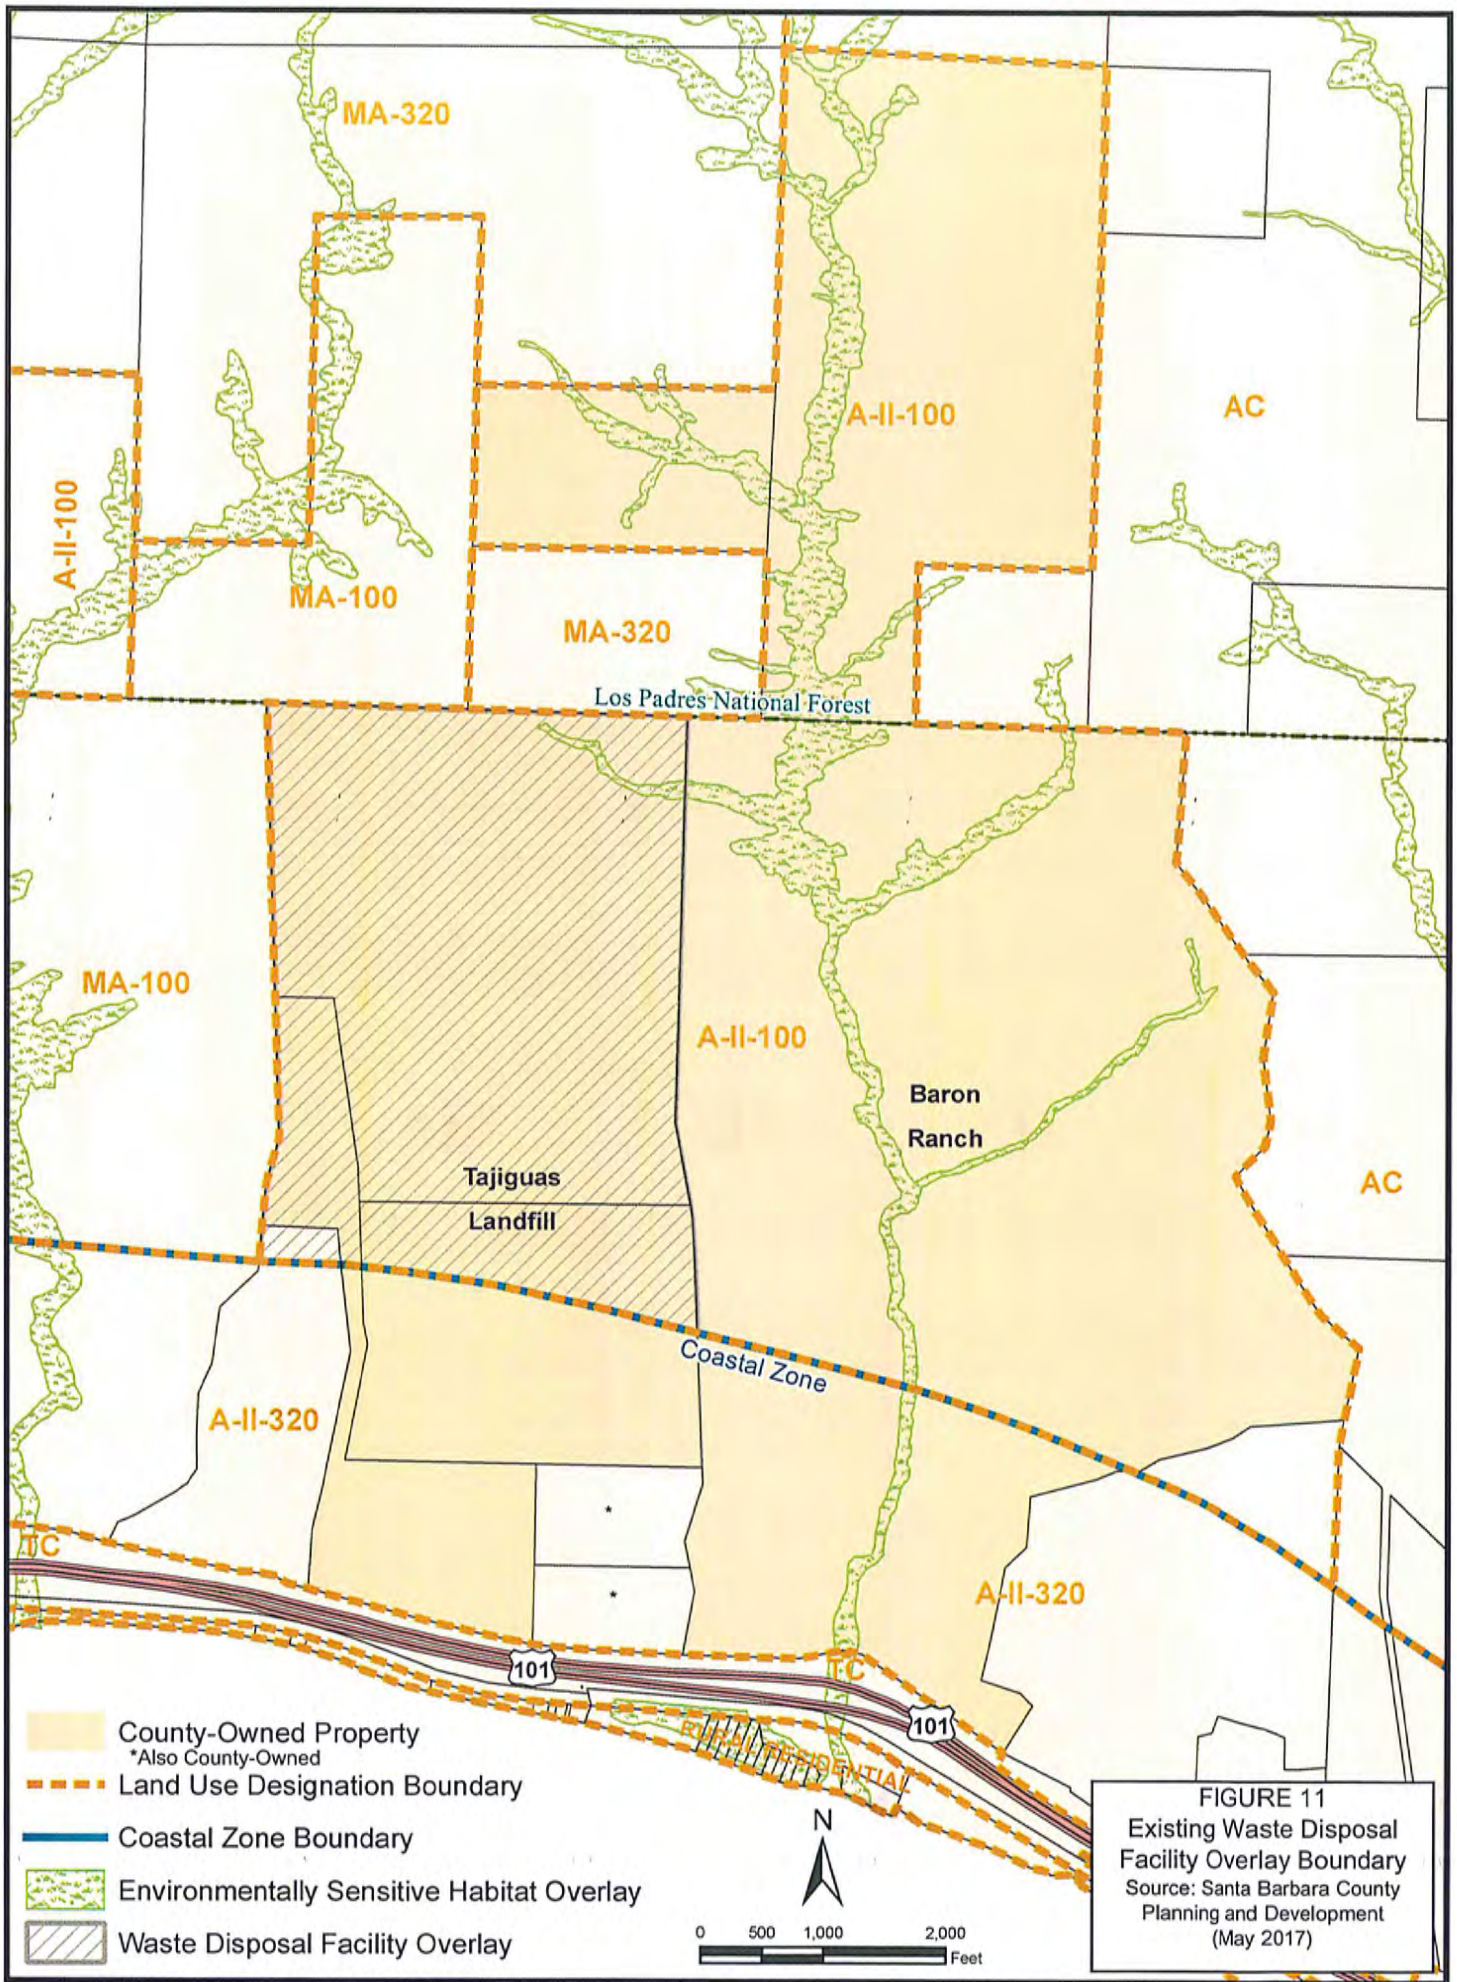 MA-320
A-II-100
AC
A-II-100
MA-100
MA-320
Los Padres National Forest
MA-100
A-II-100
Baron
Ranch
Tajiguas
Landfill
AC
Coastal Zone
A-II-320
*
TC
*
A-II-320
101
TC
101
RURAL RESIDENTIAL
County-Owned Property
*Also County-Owned
Land Use Designation Boundary
Coastal Zone Boundary
Environmentally Sensitive Habitat Overlay
Waste Disposal Facility Overlay
N
0 500 1,000 2,000
Feet
FIGURE 11
Existing Waste Disposal
Facility Overlay Boundary
Source: Santa Barbara County
Planning and Development
(May 2017)